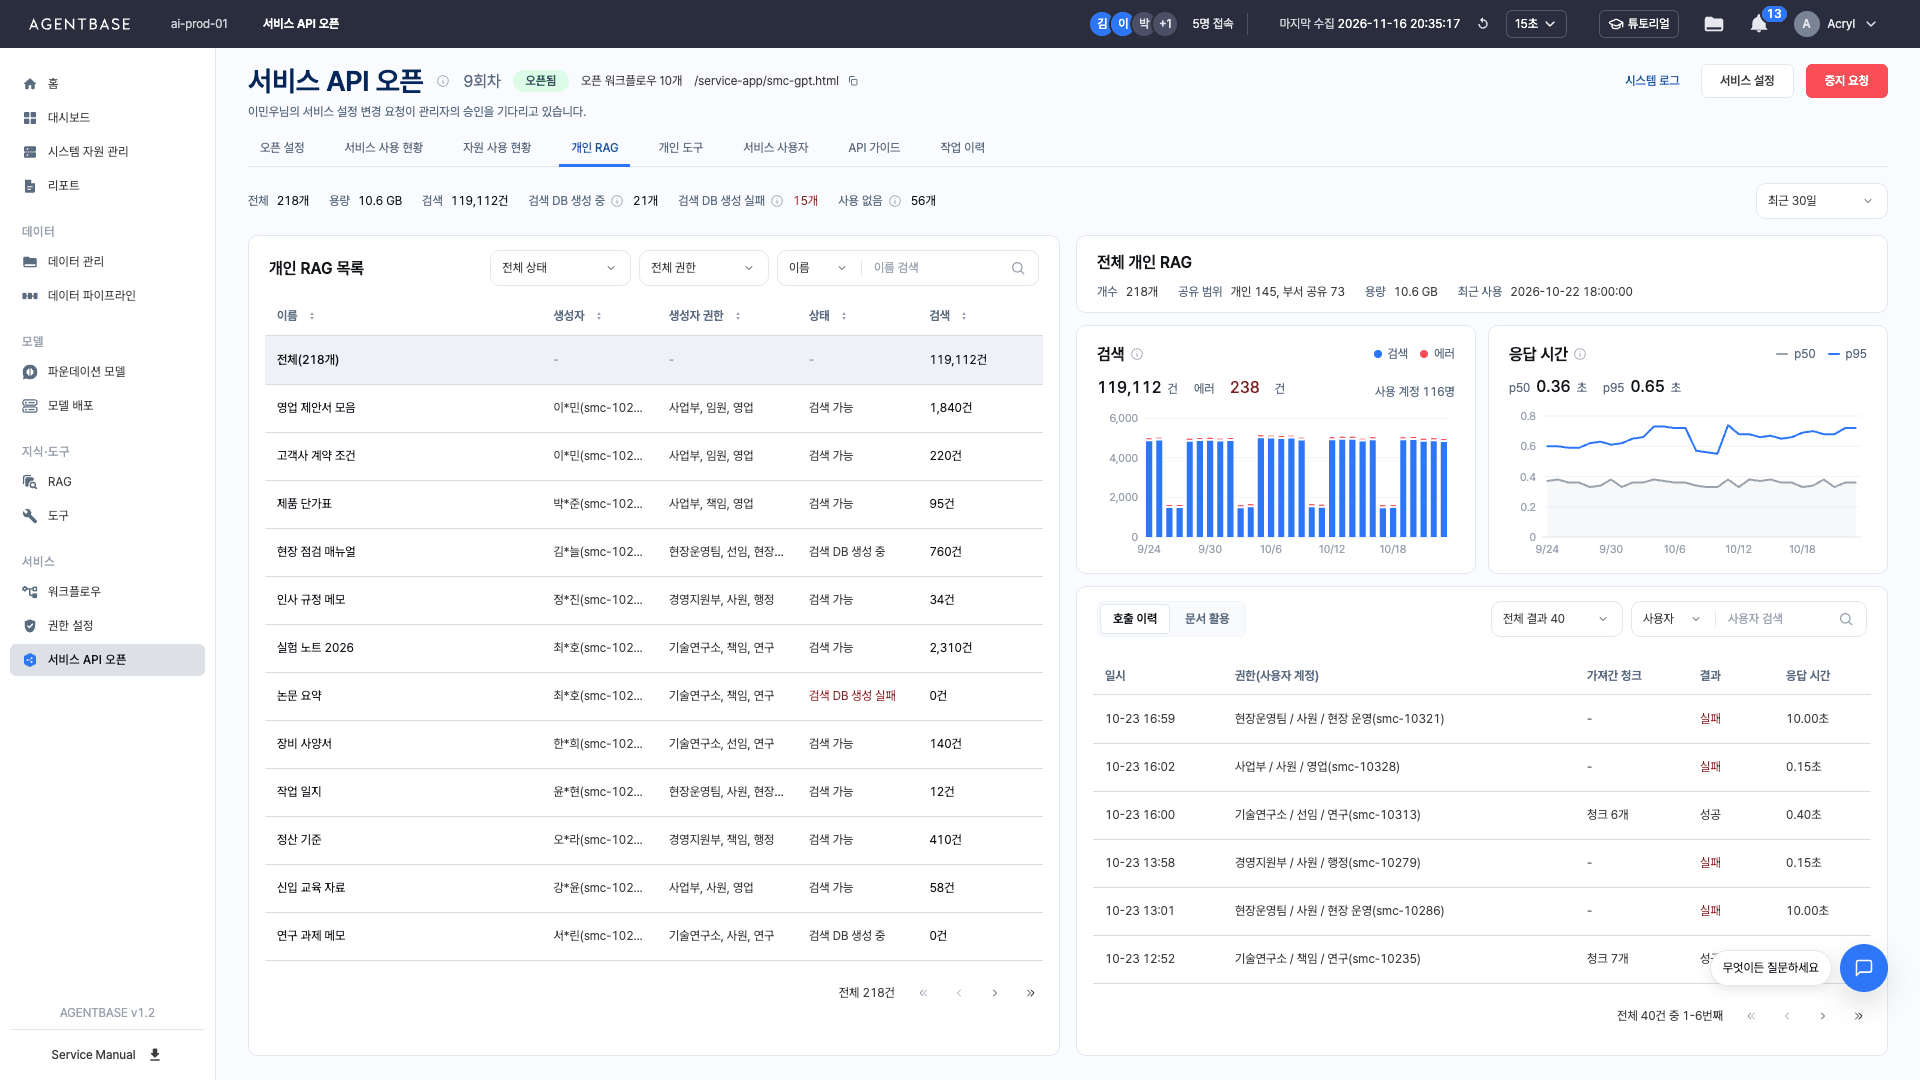 AGENTBASE
ai-prod-01
서비스 API 오픈
김 이 박 +1 5명 접속
마지막 수집 2026-11-16 20:35:17
15초
튜토리얼
13
A Acryl
홈
대시보드
시스템 자원 관리
리포트
데이터
데이터 관리
데이터 파이프라인
모델
파운데이션 모델
모델 배포
지식·도구
RAG
도구
서비스
워크플로우
권한 설정
서비스 API 오픈
AGENTBASE v1.2
Service Manual
서비스 API 오픈 9회차 오픈됨 오픈 워크플로우 10개 /service-app/smc-gpt.html
시스템 로그 서비스 설정 중지 요청
이민우님의 서비스 설정 변경 요청이 관리자의 승인을 기다리고 있습니다.
오픈 설정 서비스 사용 현황 자원 사용 현황 개인 RAG 개인 도구 서비스 사용자 API 가이드 작업 이력
전체 218개 용량 10.6 GB 검색 119,112건 검색 DB 생성 중 21개 검색 DB 생성 실패 15개 사용 없음 56개
최근 30일
개인 RAG 목록
전체 상태 전체 권한 이름 이름 검색
이름 생성자 생성자 권한 상태 검색
전체(218개) - - - 119,112건
영업 제안서 모음 이*민(smc-102... 사업부, 임원, 영업 검색 가능 1,840건
고객사 계약 조건 이*민(smc-102... 사업부, 임원, 영업 검색 가능 220건
제품 단가표 박*준(smc-102... 사업부, 책임, 영업 검색 가능 95건
현장 점검 매뉴얼 김*늘(smc-102... 현장운영팀, 선임, 현장... 검색 DB 생성 중 760건
인사 규정 메모 정*진(smc-102... 경영지원부, 사원, 행정 검색 가능 34건
실험 노트 2026 최*호(smc-102... 기술연구소, 책임, 연구 검색 가능 2,310건
논문 요약 최*호(smc-102... 기술연구소, 책임, 연구 검색 DB 생성 실패 0건
장비 사양서 한*희(smc-102... 기술연구소, 선임, 연구 검색 가능 140건
작업 일지 윤*현(smc-102... 현장운영팀, 사원, 현장... 검색 가능 12건
정산 기준 오*라(smc-102... 경영지원부, 책임, 행정 검색 가능 410건
신입 교육 자료 강*윤(smc-102... 사업부, 사원, 영업 검색 가능 58건
연구 과제 메모 서*린(smc-102... 기술연구소, 사원, 연구 검색 DB 생성 중 0건
전체 218건 « ‹ › »
전체 개인 RAG
개수 218개 공유 범위 개인 145, 부서 공유 73 용량 10.6 GB 최근 사용 2026-10-22 18:00:00
검색
검색 에러
119,112 건 에러 238 건
사용 계정 116명
6,000
4,000
2,000
0
9/24 9/30 10/6 10/12 10/18
응답 시간
p50 p95
p50 0.36 초 p95 0.65 초
0.8
0.6
0.4
0.2
0
9/24 9/30 10/6 10/12 10/18
호출 이력 문서 활용
전체 결과 40 사용자 사용자 검색
일시 권한(사용자 계정) 가져간 청크 결과 응답 시간
10-23 16:59 현장운영팀 / 사원 / 현장 운영(smc-10321) - 실패 10.00초
10-23 16:02 사업부 / 사원 / 영업(smc-10328) - 실패 0.15초
10-23 16:00 기술연구소 / 선임 / 연구(smc-10313) 청크 6개 성공 0.40초
10-23 13:58 경영지원부 / 사원 / 행정(smc-10279) - 실패 0.15초
10-23 13:01 현장운영팀 / 사원 / 현장 운영(smc-10286) - 실패 10.00초
10-23 12:52 기술연구소 / 책임 / 연구(smc-10235) 청크 7개
무엇이든 질문하세요
전체 40건 중 1-6번째 « ‹ › »